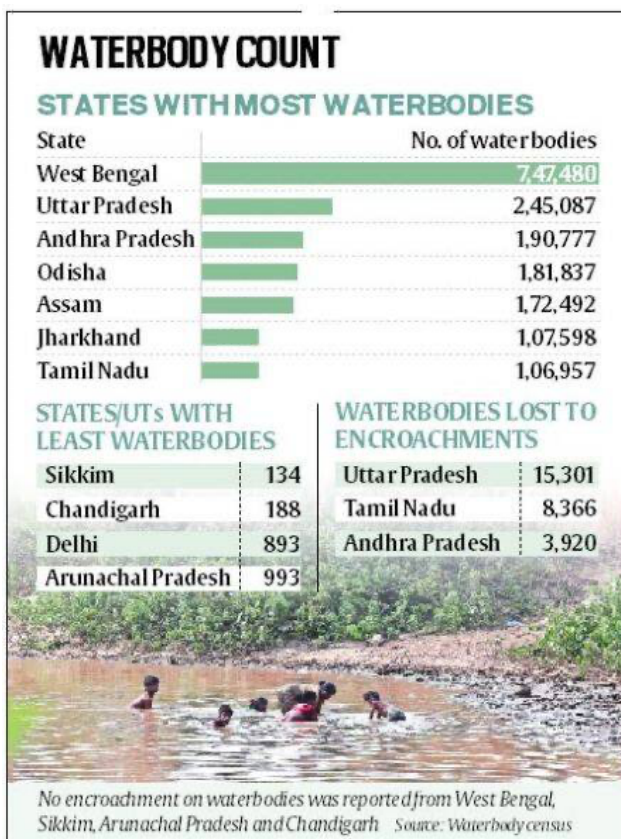 WATERBODY COUNT
STATES WITH MOST WATERBODIES
State No. of waterbodies
West Bengal 7,47,480
Uttar Pradesh 2,45,087
Andhra Pradesh 1,90,777
Odisha 1,81,837
Assam 1,72,492
Jharkhand 1,07,598
Tamil Nadu 1,06,957
STATES/UTs WITH
LEAST WATERBODIES
Sikkim 134
Chandigarh 188
Delhi 893
Arunachal Pradesh 993
WATERBODIES LOST TO
ENCROACHMENTS
Uttar Pradesh 15,301
Tamil Nadu 8,366
Andhra Pradesh 3,920
No encroachment on waterbodies was reported from West Bengal,
Sikkim, Arunachal Pradesh and Chandigarh Source: Waterbody census